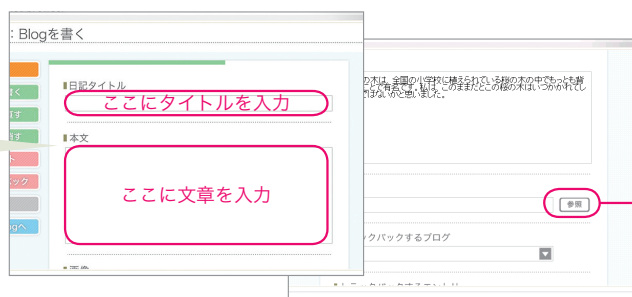 : Blogを書く
■日記タイトル
ここにタイトルを入力
■本文
ここに文章を入力
の木は、全国の小学校に植えられている桜の木の中でもっとも背
ことで有名です。私は、このままだとこの桜の木はいつかかれてし
ではないかと思いました。
参照
ックバックするブログ